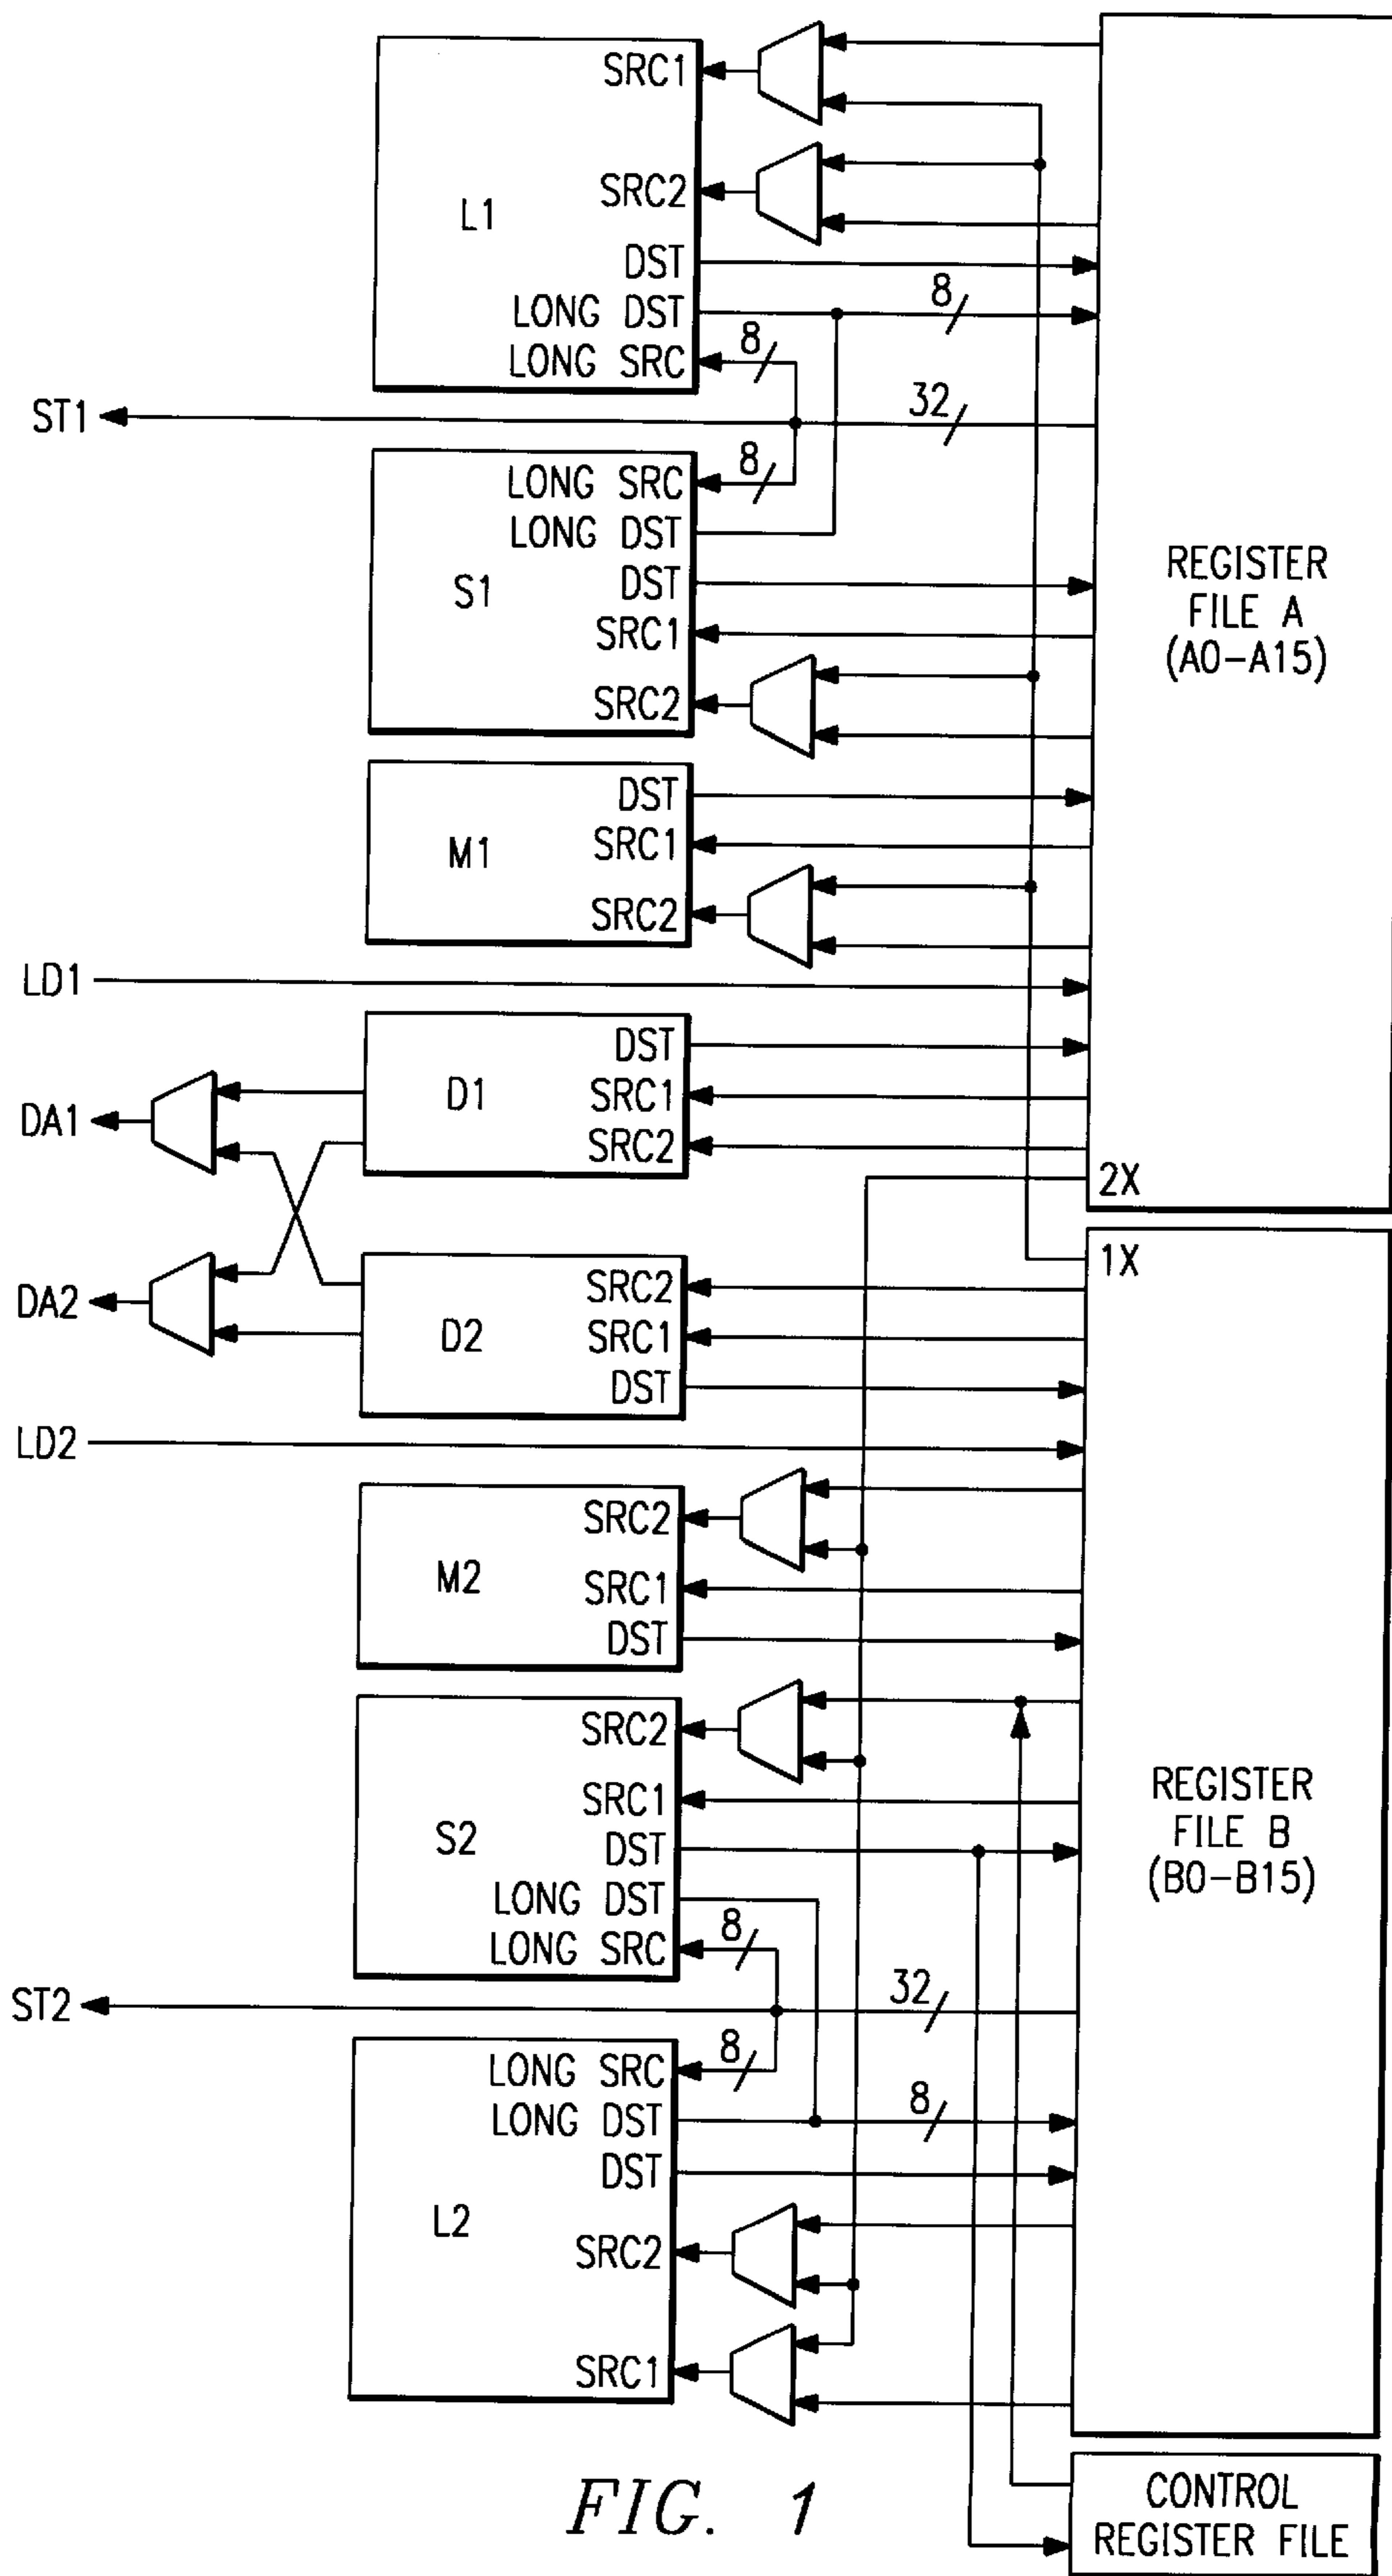 SRC1
SRC2
L1
DST
8
LONG DST
8
LONG SRC
ST1
32
8
LONG SRC
LONG DST
S1
DST
SRC1
SRC2
REGISTER
FILE A
(A0-A15)
DST
M1
SRC1
SRC2
LD1
DST
D1
SRC1
SRC2
DA1
2X
1X
DA2
SRC2
D2
SRC1
DST
LD2
SRC2
M2
SRC1
DST
SRC2
SRC1
S2
DST
LONG DST
8
LONG SRC
REGISTER
FILE B
(B0-B15)
ST2
32
8
LONG SRC
LONG DST
8
DST
L2
SRC2
SRC1
CONTROL
REGISTER FILE
FIG. 1